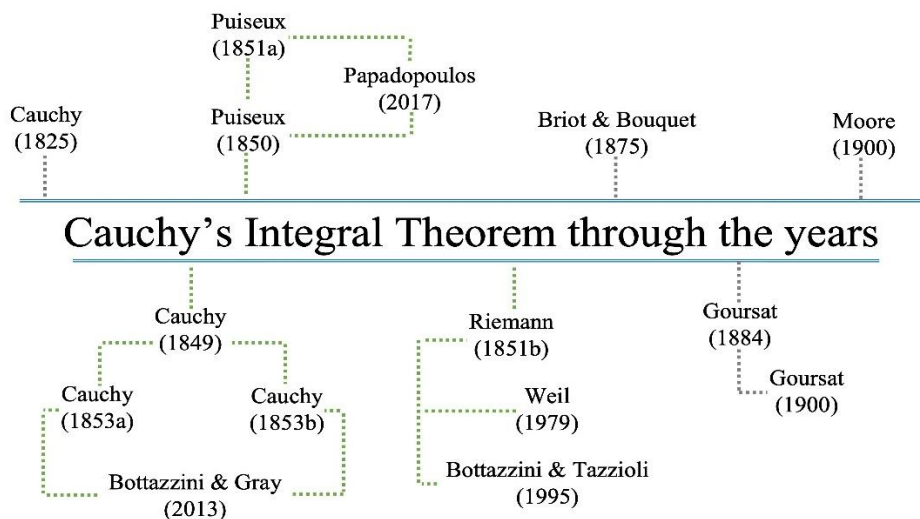 Puiseux
(1851a)
Papadopoulos
(2017)
Cauchy
(1825)
Puiseux
(1850)
Briot & Bouquet
(1875)
Moore
(1900)
Cauchy’s Integral Theorem through the years
Cauchy
(1849)
Riemann
(1851b)
Goursat
(1884)
Cauchy
(1853a)
Cauchy
(1853b)
Weil
(1979)
Goursat
(1900)
Bottazzini & Gray
(2013)
Bottazzini & Tazzioli
(1995)